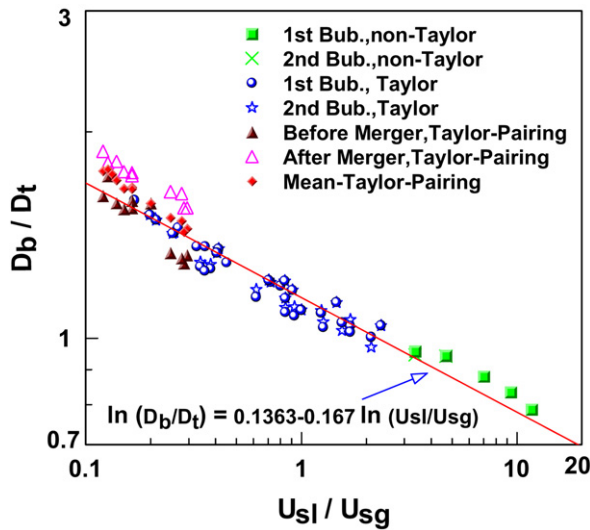 3
1st Bub.,non-Taylor
2nd Bub.,non-Taylor
1st Bub., Taylor
2nd Bub.,Taylor
Before Merger,Taylor-Pairing
After Merger,Taylor-Pairing
Mean-Taylor-Pairing
Db / Dt
1
ln (Db/Dt) = 0.1363-0.167 ln (Usl/Usg)
0.7
0.1 1 10 20
Usl / Usg